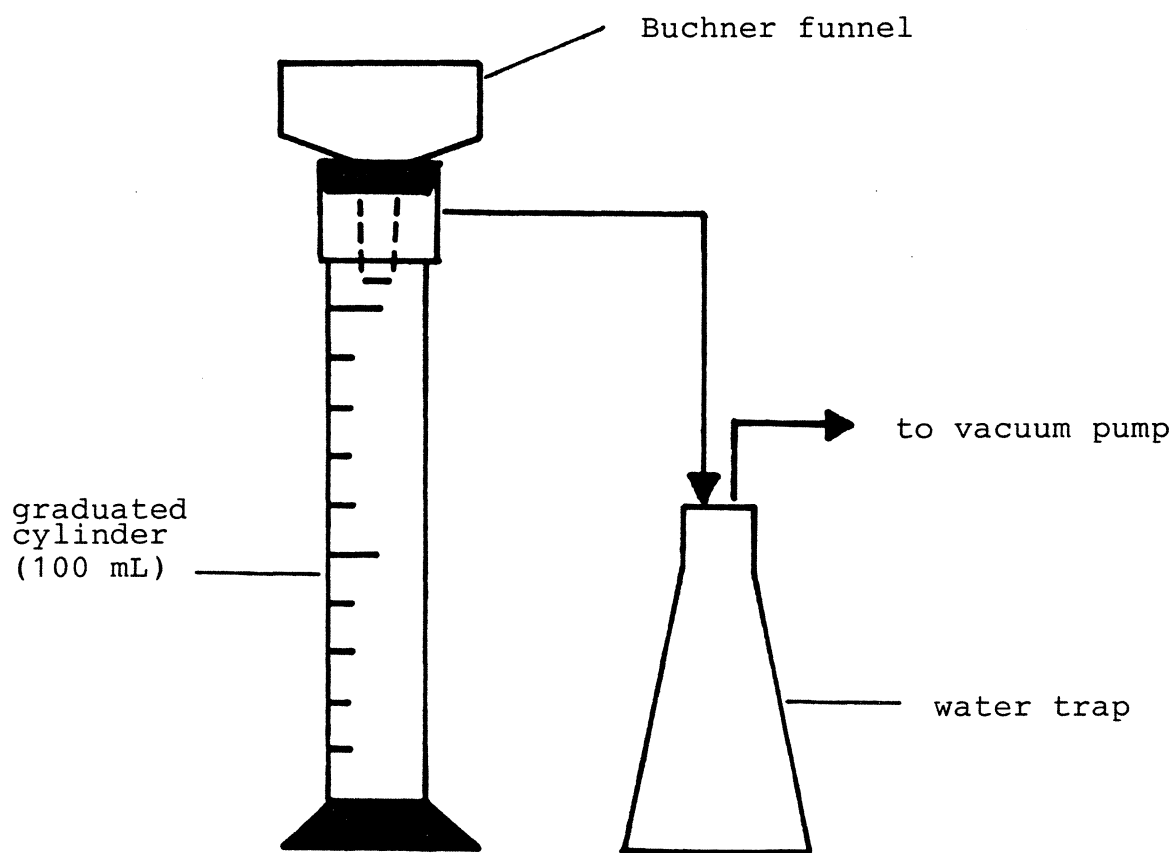 Buchner funnel
to vacuum pump
graduated
cylinder
(100 mL)
water trap